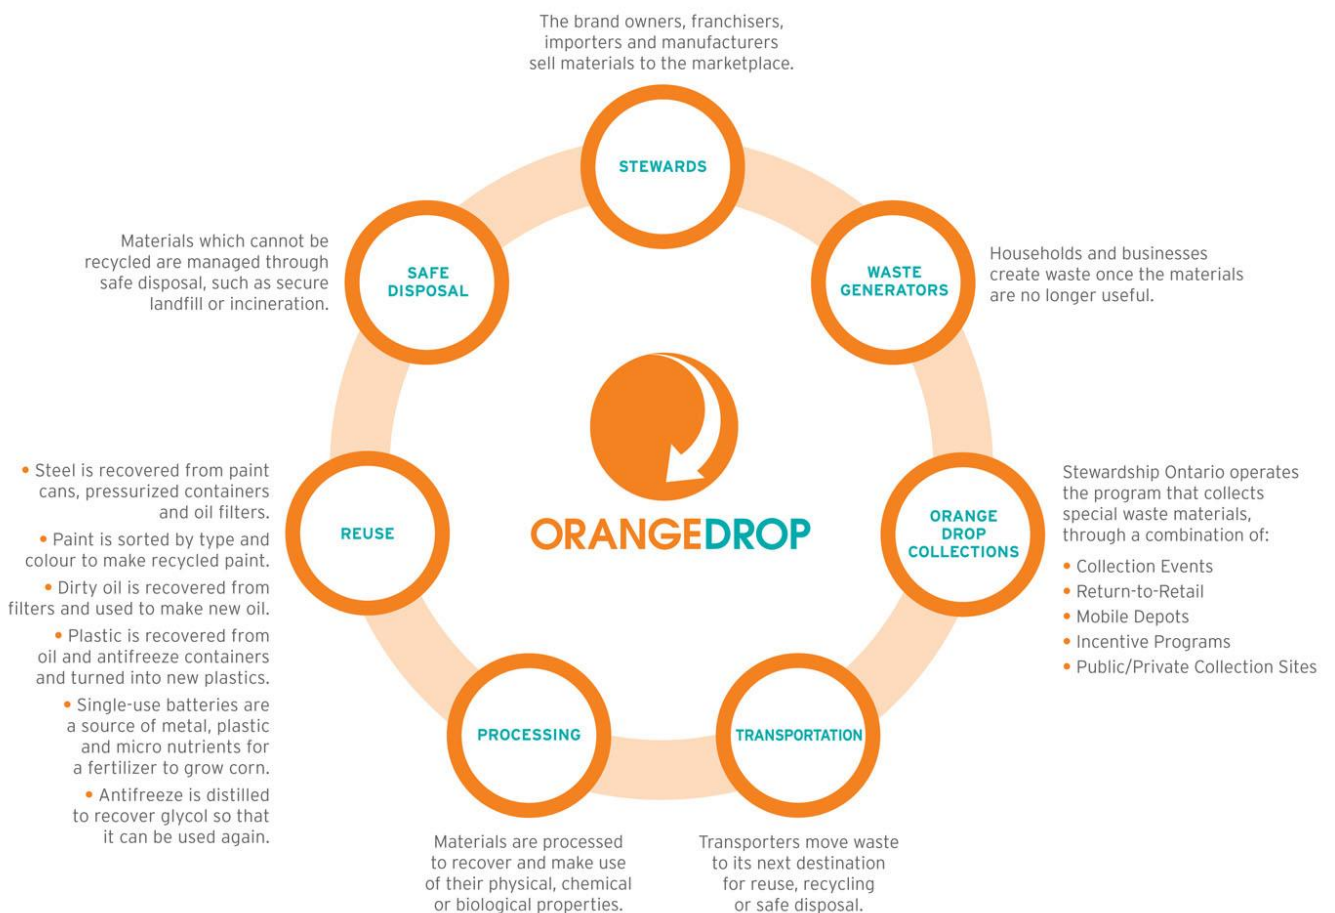 The brand owners, franchisers,
importers and manufacturers
sell materials to the marketplace.
STEWARDS
Households and businesses
create waste once the materials
are no longer useful.
WASTE
GENERATORS
Stewardship Ontario operates
the program that collects
special waste materials,
through a combination of:
• Collection Events
• Return-to-Retail
• Mobile Depots
• Incentive Programs
• Public/Private Collection Sites
ORANGE
DROP
COLLECTIONS
TRANSPORTATION
Transporters move waste
to its next destination
for reuse, recycling
or safe disposal.
PROCESSING
Materials are processed
to recover and make use
of their physical, chemical
or biological properties.
REUSE
• Steel is recovered from paint
cans, pressurized containers
and oil filters.
• Paint is sorted by type and
colour to make recycled paint.
• Dirty oil is recovered from
filters and used to make new oil.
• Plastic is recovered from
oil and antifreeze containers
and turned into new plastics.
• Single-use batteries are
a source of metal, plastic
and micro nutrients for
a fertilizer to grow corn.
• Antifreeze is distilled
to recover glycol so that
it can be used again.
SAFE
DISPOSAL
Materials which cannot be
recycled are managed through
safe disposal, such as secure
landfill or incineration.
ORANGEDROP